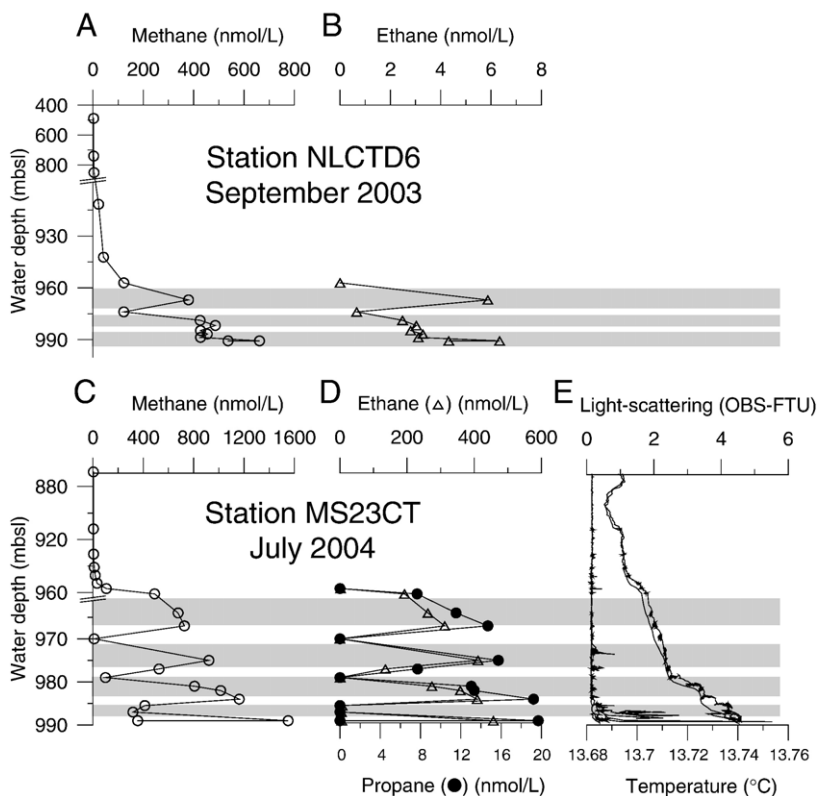 A
Methane (nmol/L)
0 200 400 600 800
B
Ethane (nmol/L)
0 2 4 6 8
Water depth (mbsl)
400
600
800
930
960
990
Station NLCTD6
September 2003
C
Methane (nmol/L)
0 400 800 1200 1600
D
Ethane (△) (nmol/L)
0 200 400 600
E
Light-scattering (OBS-FTU)
0 2 4 6
Water depth (mbsl)
880
920
960
970
980
990
Station MS23CT
July 2004
0 4 8 12 16 20
Propane (●) (nmol/L)
13.68 13.7 13.72 13.74 13.76
Temperature (°C)